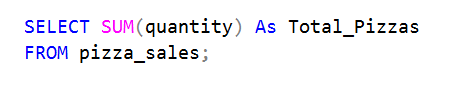 SELECT SUM(quantity) As Total_Pizzas
FROM pizza_sales;